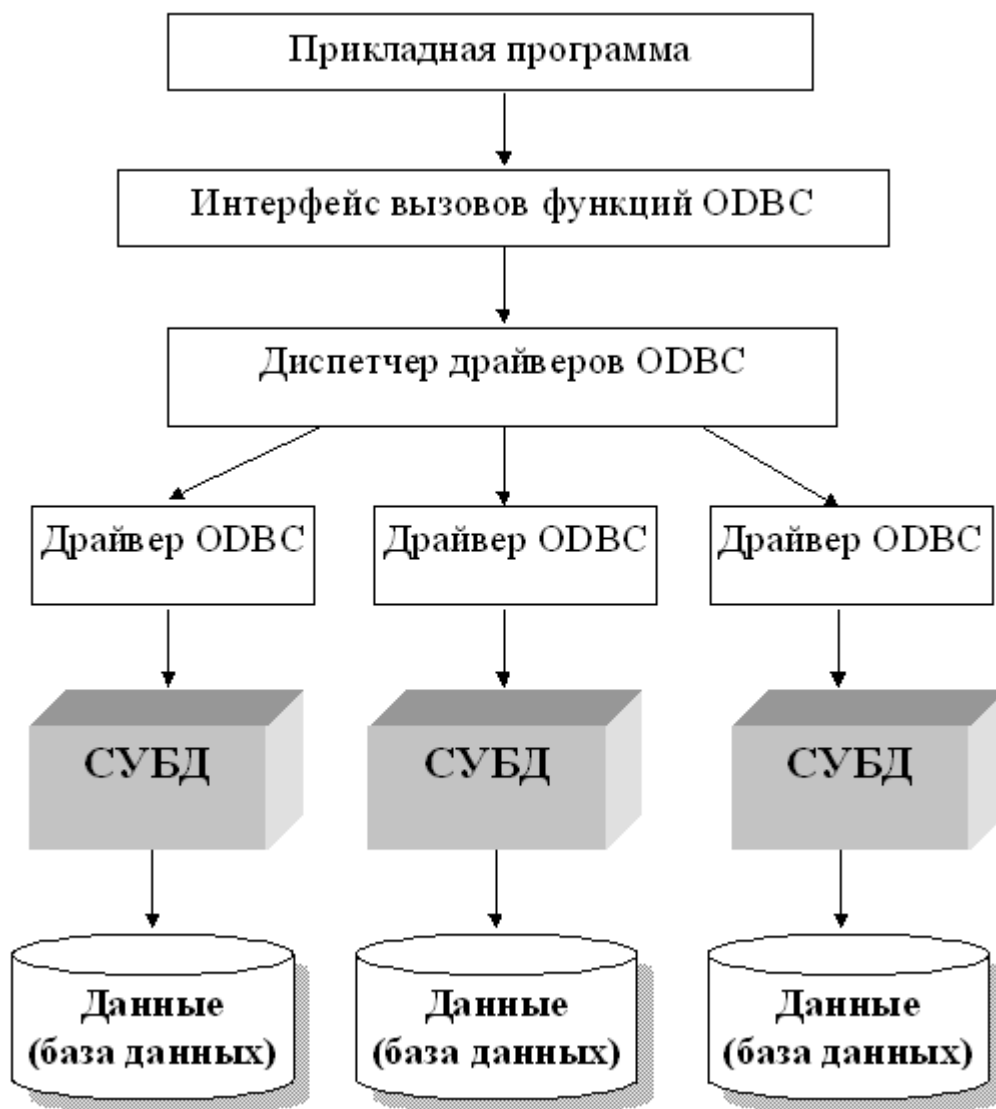 Прикладная программа
Интерфейс вызовов функций ODBC
Диспетчер драйверов ODBC
Драйвер ODBC
Драйвер ODBC
Драйвер ODBC
СУБД
СУБД
СУБД
Данные
(база данных)
Данные
(база данных)
Данные
(база данных)